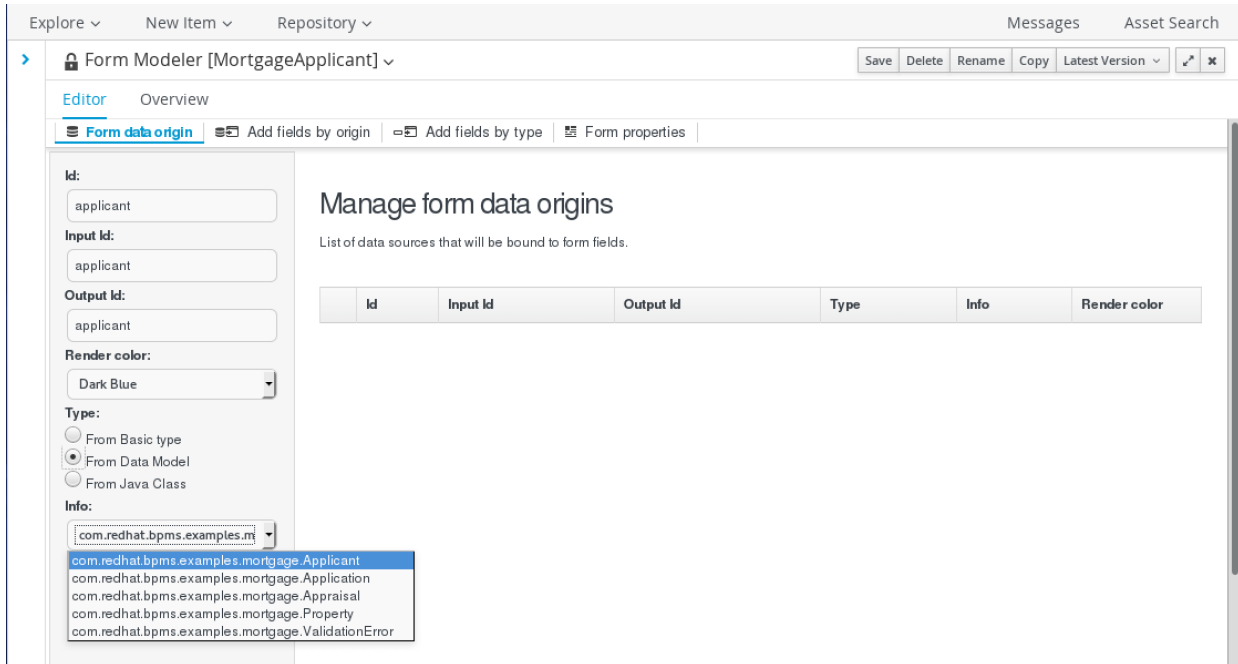 Explore New Item Repository Messages Asset Search
Form Modeler [MortgageApplicant] Save Delete Rename Copy Latest Version
Editor Overview
Form data origin Add fields by origin Add fields by type Form properties
Id:
applicant
Input Id:
applicant
Output Id:
applicant
Render color:
Dark Blue
Type:
From Basic type
From Data Model
From Java Class
Info:
com.redhat.bpms.examples.m
com.redhat.bpms.examples.mortgage.Applicant
com.redhat.bpms.examples.mortgage.Application
com.redhat.bpms.examples.mortgage.Appraisal
com.redhat.bpms.examples.mortgage.Property
com.redhat.bpms.examples.mortgage.ValidationError
Manage form data origins
List of data sources that will be bound to form fields.
Id Input Id Output Id Type Info Render color